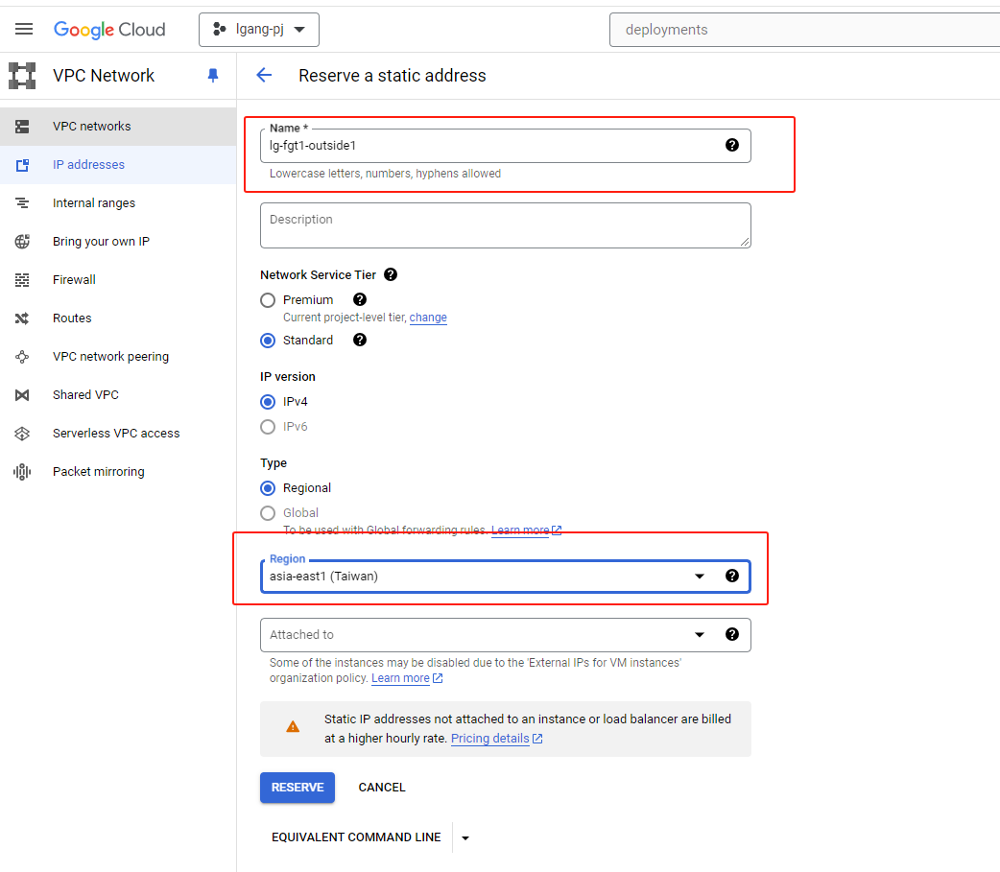 Google Cloud
lgang-pj
deployments
VPC Network
Reserve a static address
VPC networks
IP addresses
Internal ranges
Bring your own IP
Firewall
Routes
VPC network peering
Shared VPC
Serverless VPC access
Packet mirroring
Name *
lg-fgt1-outside1
Lowercase letters, numbers, hyphens allowed
Description
Network Service Tier
Premium
Current project-level tier, change
Standard
IP version
IPv4
IPv6
Type
Regional
Global
To be used with Global forwarding rules. Learn more
Region
asia-east1 (Taiwan)
Attached to
Some of the instances may be disabled due to the 'External IPs for VM instances'
organization policy. Learn more
Static IP addresses not attached to an instance or load balancer are billed
at a higher hourly rate. Pricing details
RESERVE
CANCEL
EQUIVALENT COMMAND LINE